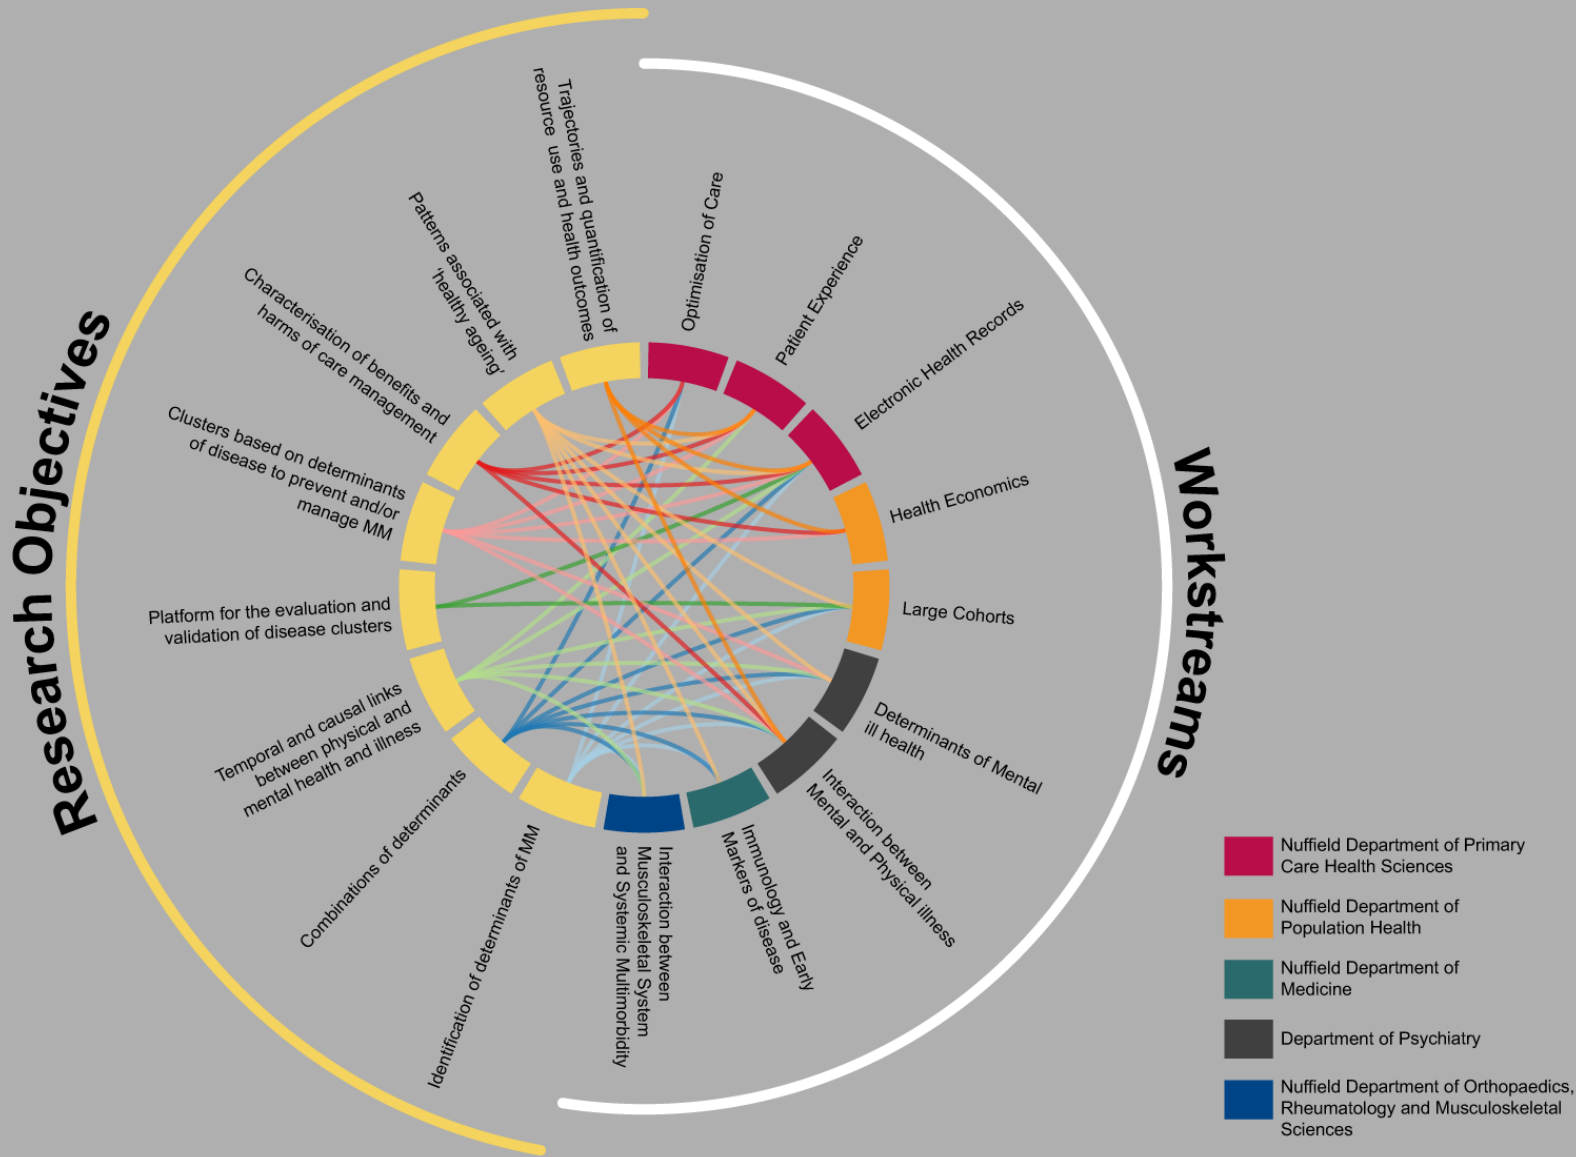 Research Objectives
Workstreams
Trajectories and quantification of
resource use and health outcomes
Patterns associated with
'healthy ageing'
Characterisation of benefits and
harms of care management
Clusters based on determinants
of disease to prevent and/or
manage MM
Platform for the evaluation and
validation of disease clusters
Temporal and causal links
between physical and
mental health and illness
Combinations of determinants
Identification of determinants of MM
Optimisation of Care
Patient Experience
Electronic Health Records
Health Economics
Large Cohorts
Determinants of Mental
ill health
Interaction between
Mental and Physical illness
Immunology and Early
Markers of disease
Interaction between
Musculoskeletal System
and Systemic Multimorbidity
Nuffield Department of Primary
Care Health Sciences
Nuffield Department of
Population Health
Nuffield Department of
Medicine
Department of Psychiatry
Nuffield Department of Orthopaedics,
Rheumatology and Musculoskeletal
Sciences